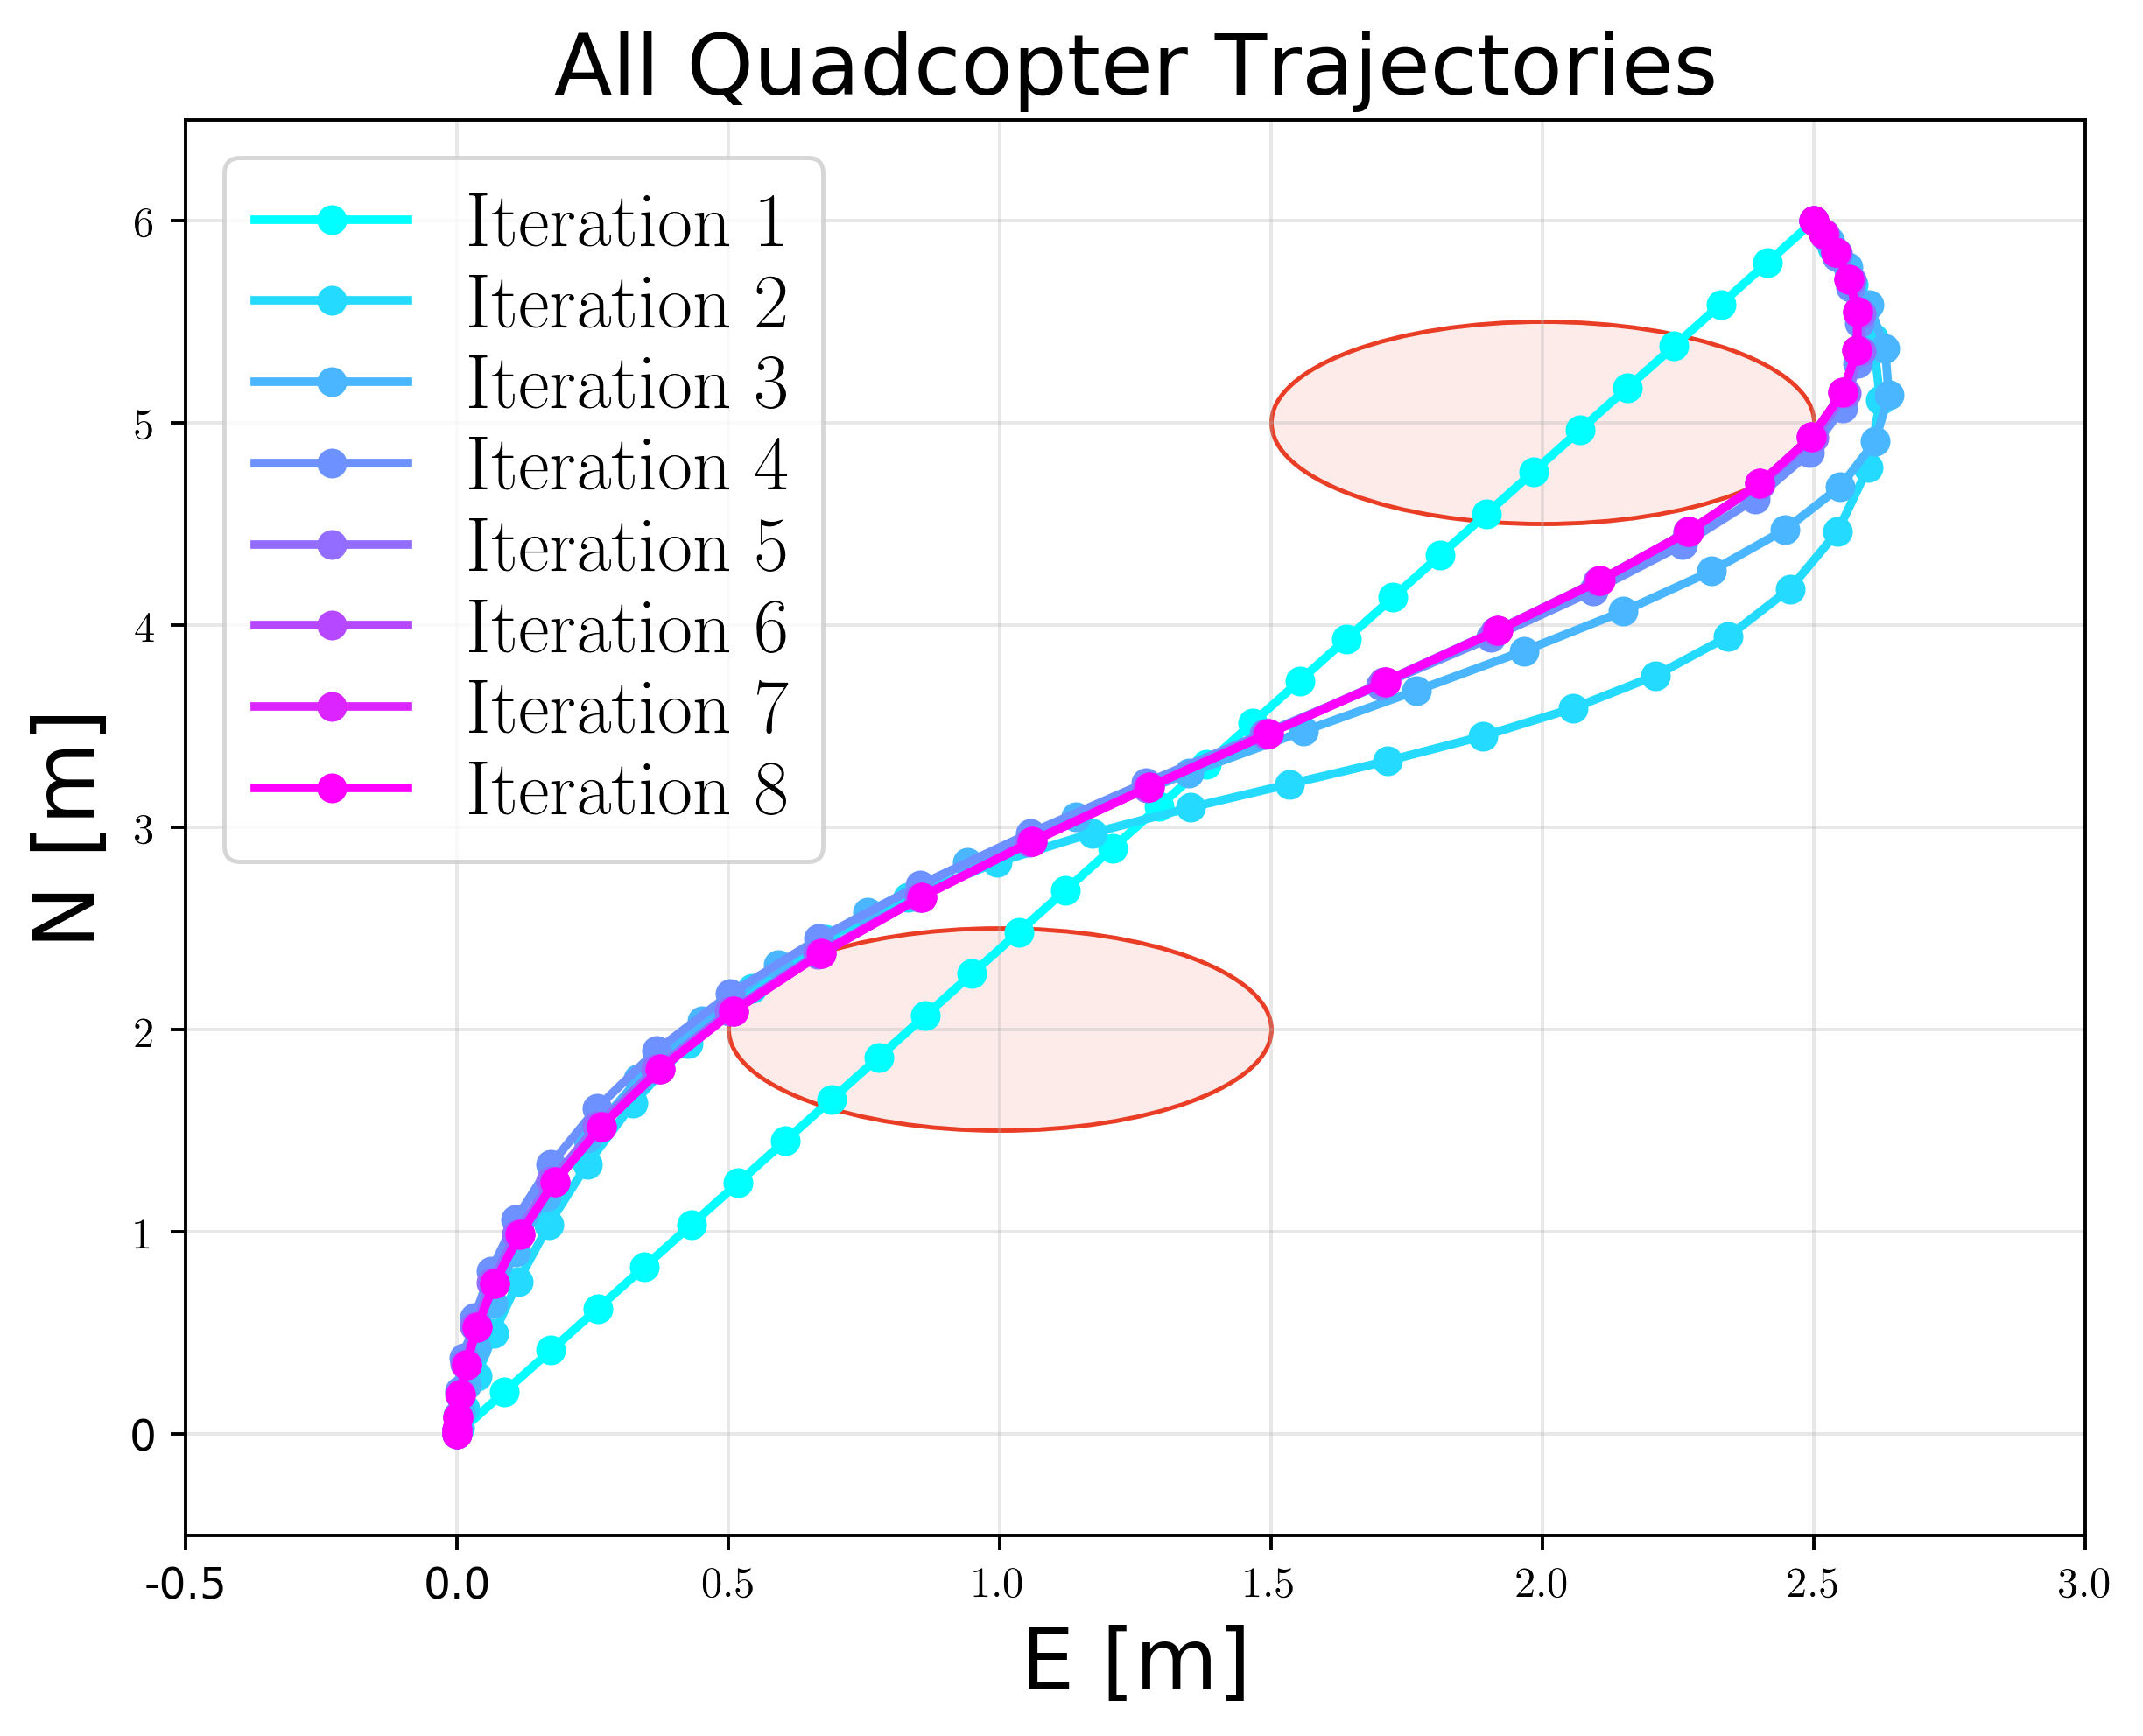 All Quadcopter Trajectories
Iteration 1
Iteration 2
Iteration 3
Iteration 4
Iteration 5
Iteration 6
Iteration 7
Iteration 8
N [m]
6
5
4
3
2
1
0
-0.5 0.0 0.5 1.0 1.5 2.0 2.5 3.0
E [m]